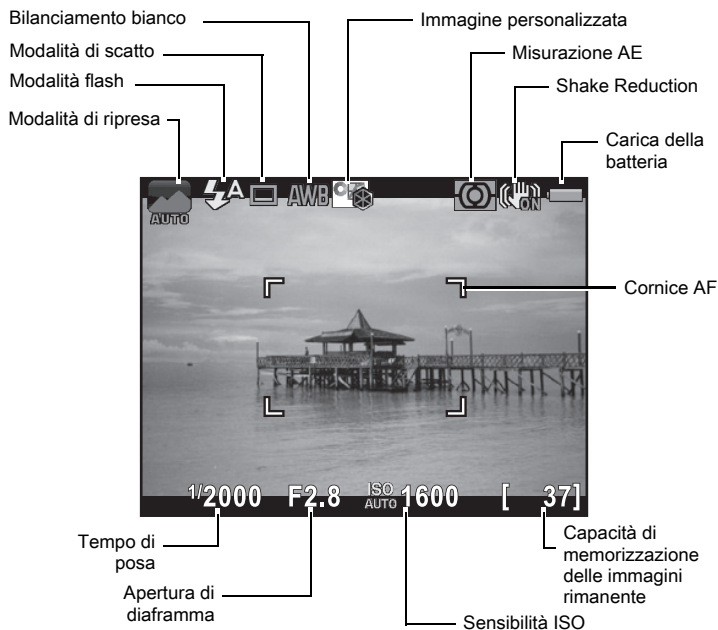 Bilanciamento bianco
Immagine personalizzata
Modalità di scatto
Misurazione AE
Modalità flash
Shake Reduction
Modalità di ripresa
Carica della
batteria
A
AWB
ON
AUTO
Cornice AF
1/2000 F2.8 ISO AUTO 1600 [ 37]
Tempo di
posa
Capacità di
memorizzazione
delle immagini
rimanente
Apertura di
diaframma
Sensibilità ISO